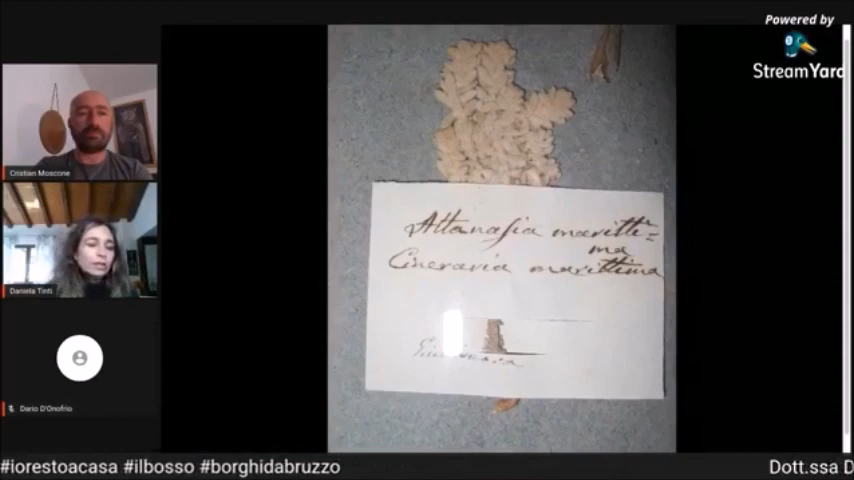 Powered by
StreamYard
Cristian Moscone
Daniela Tinti
Dario D'Onofrio
Attanasia maritti=
ma
Cineraria marittima
#iorestoacasa #ilbosso #borghidabruzzo
Dott.ssa D